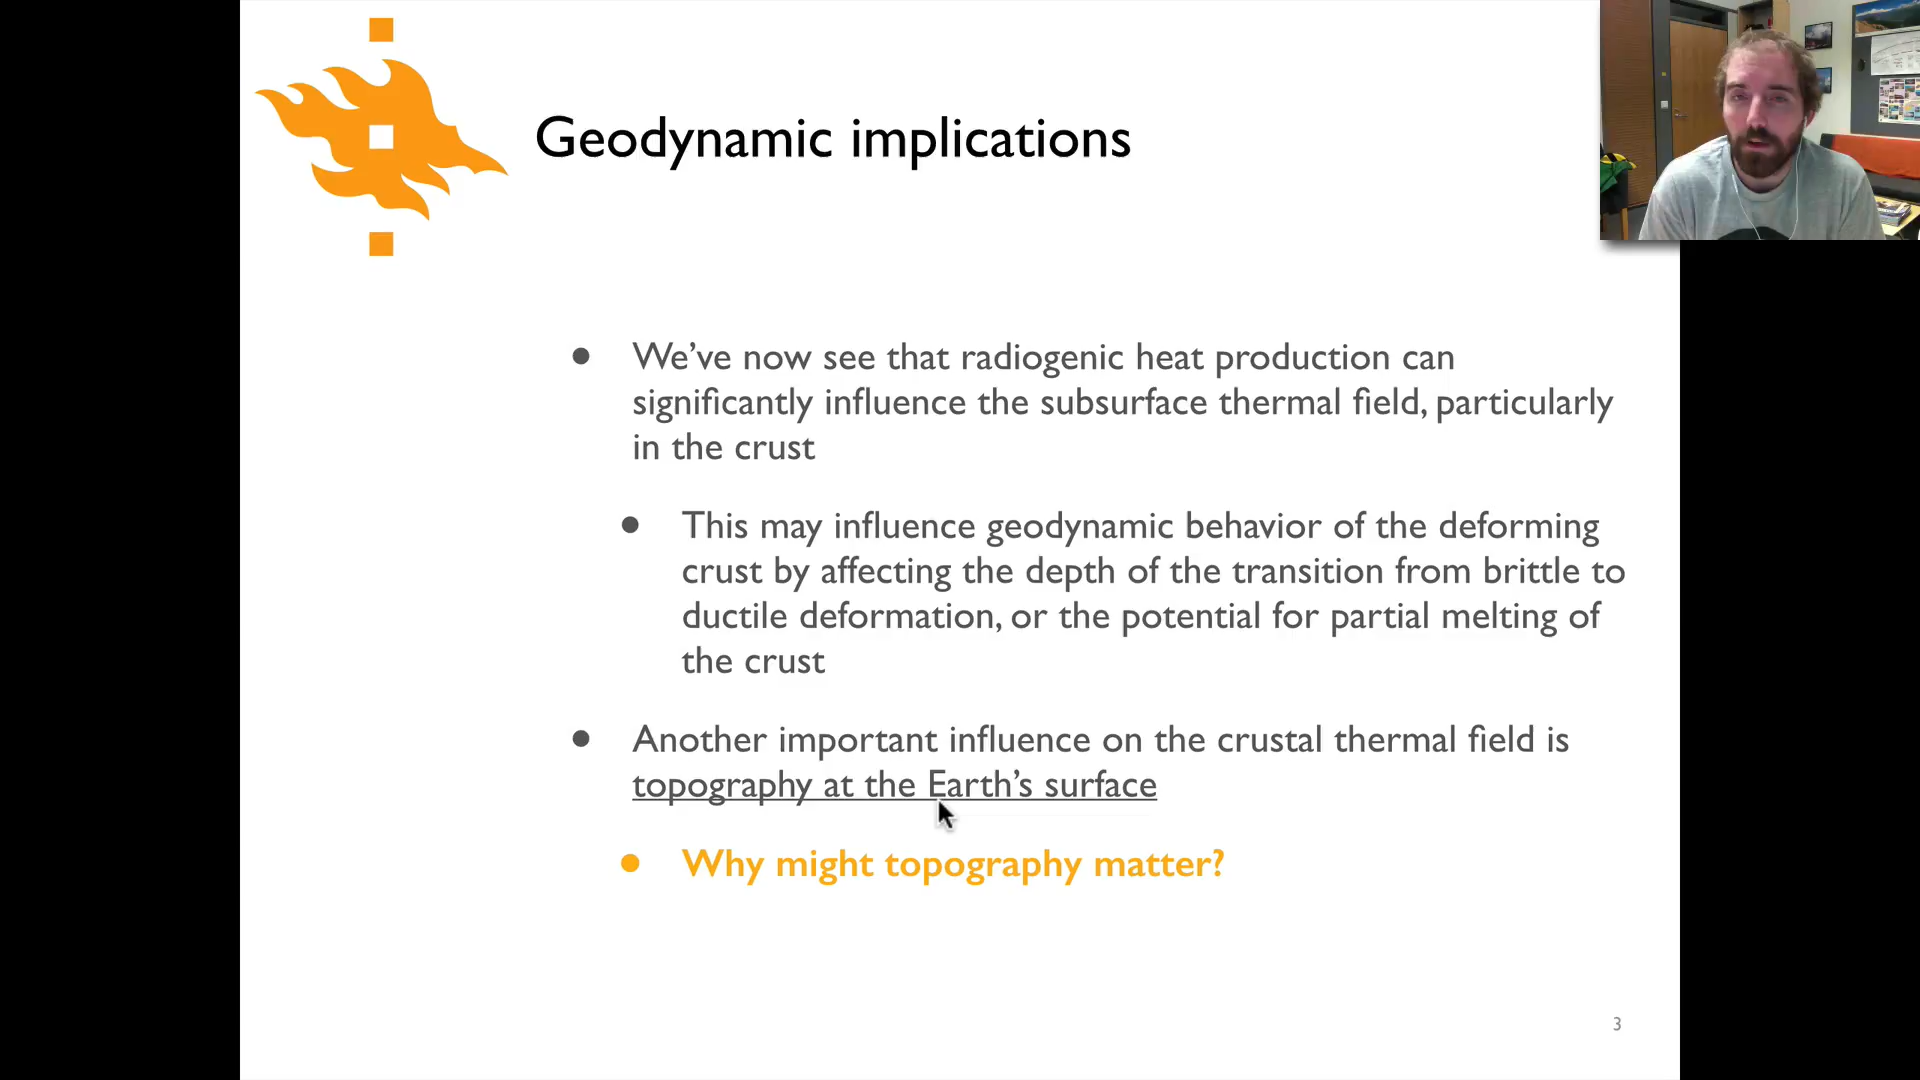 Geodynamic implications
• We’ve now see that radiogenic heat production can
significantly influence the subsurface thermal field, particularly
in the crust
• This may influence geodynamic behavior of the deforming
crust by affecting the depth of the transition from brittle to
ductile deformation, or the potential for partial melting of
the crust
• Another important influence on the crustal thermal field is
topography at the Earth’s surface
• Why might topography matter?
3